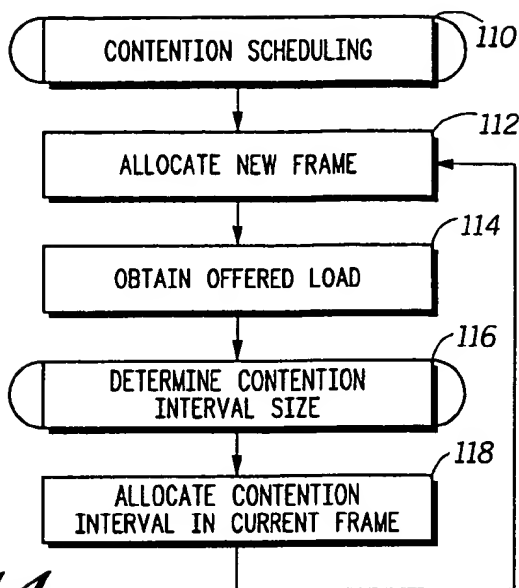 CONTENTION SCHEDULING
110
ALLOCATE NEW FRAME
112
OBTAIN OFFERED LOAD
114
DETERMINE CONTENTION
INTERVAL SIZE
116
ALLOCATE CONTENTION
INTERVAL IN CURRENT FRAME
118